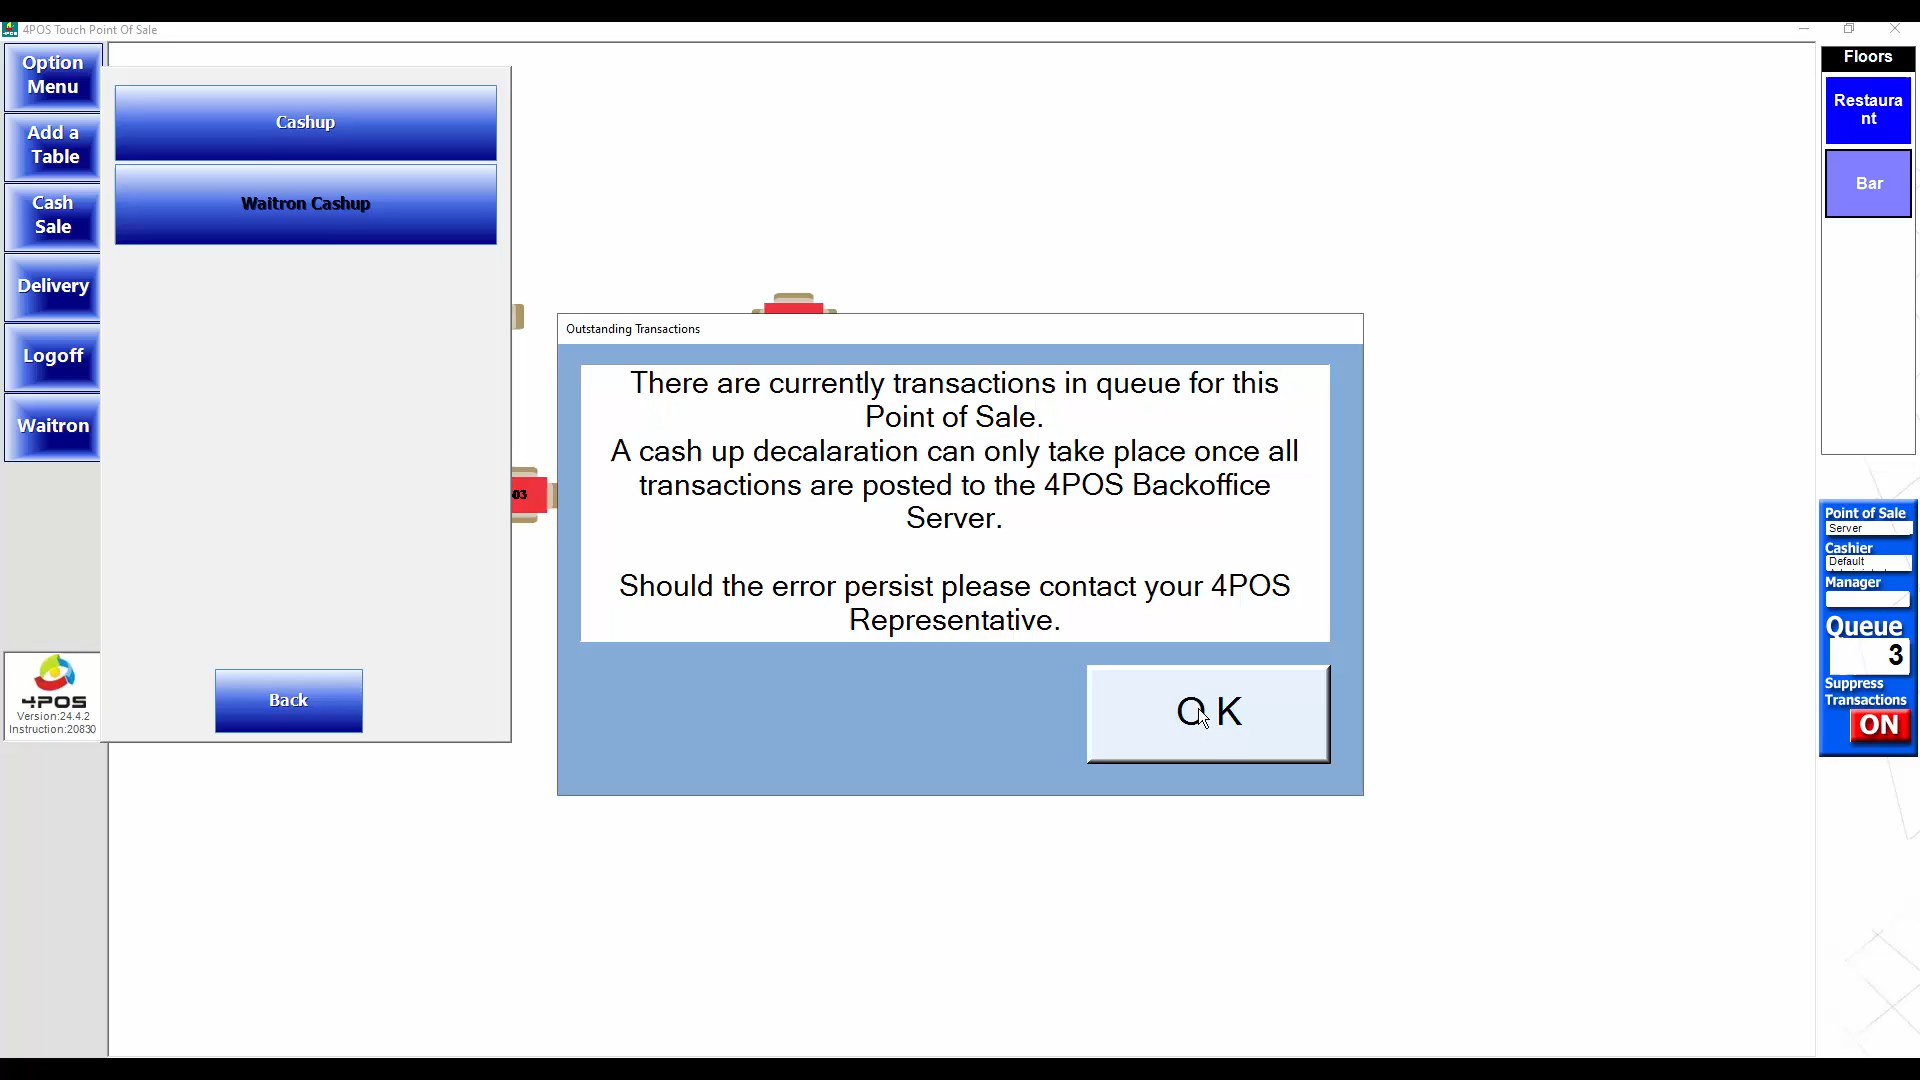 4POS Touch Point Of Sale
Option
Menu
Add a
Table
Cash
Sale
Delivery
Logoff
Waitron
4POS
Version:24.4.2
Instruction:20830
Cashup
Waitron Cashup
Back
03
Outstanding Transactions
There are currently transactions in queue for this
Point of Sale.
A cash up decalaration can only take place once all
transactions are posted to the 4POS Backoffice
Server.
Should the error persist please contact your 4POS
Representative.
OK
Floors
Restaura
nt
Bar
Point of Sale
Server
Cashier
Default
Manager
Queue
3
Suppress
Transactions
ON